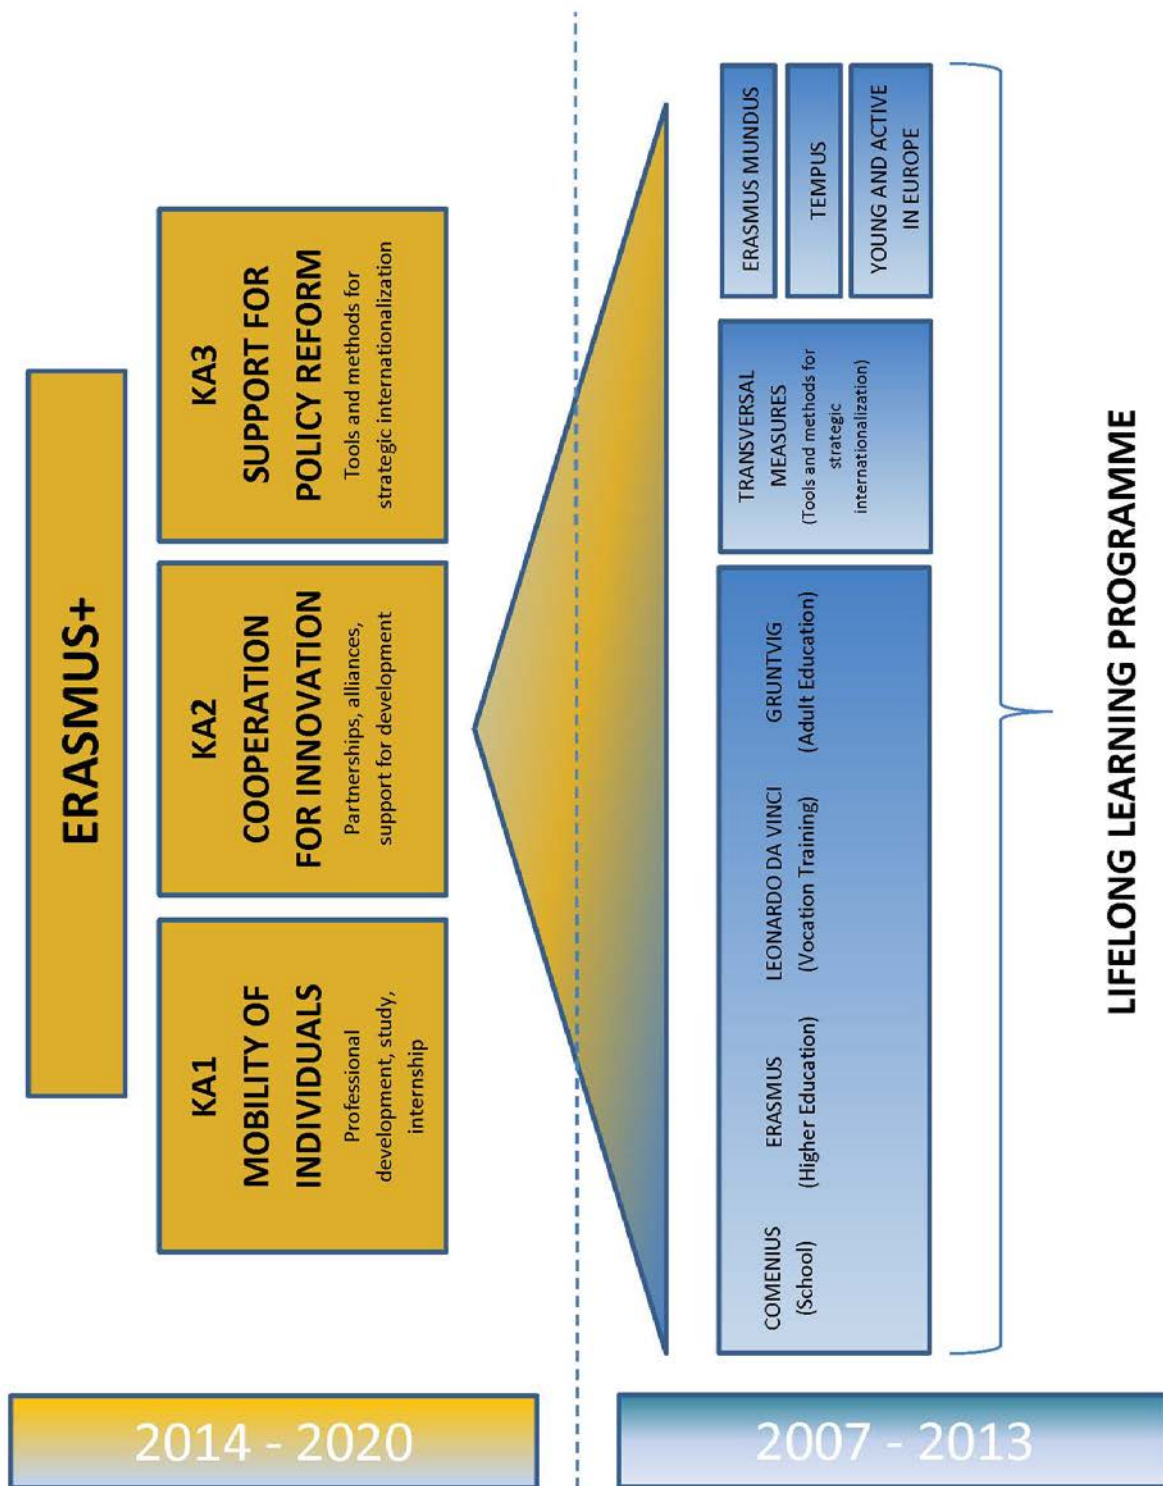 2014 - 2020
ERASMUS+
KA1
MOBILITY OF
INDIVIDUALS
Professional
development, study,
internship
KA2
COOPERATION
FOR INNOVATION
Partnerships, alliances,
support for development
KA3
SUPPORT FOR
POLICY REFORM
Tools and methods for
strategic internationalization
2007 - 2013
COMENIUS
(School)
ERASMUS
(Higher Education)
LEONARDO DA VINCI
(Vocation Training)
GRUNTVIG
(Adult Education)
TRANSVERSAL
MEASURES
(Tools and methods for
strategic
internationalization)
ERASMUS MUNDUS
TEMPUS
YOUNG AND ACTIVE
IN EUROPE
LIFELONG LEARNING PROGRAMME